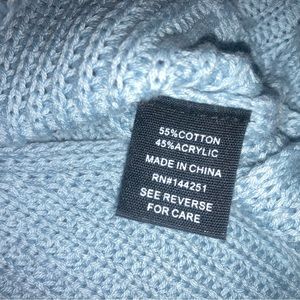 55%COTTON
45%ACRYLIC
MADE IN CHINA
RN#144251
SEE REVERSE
FOR CARE